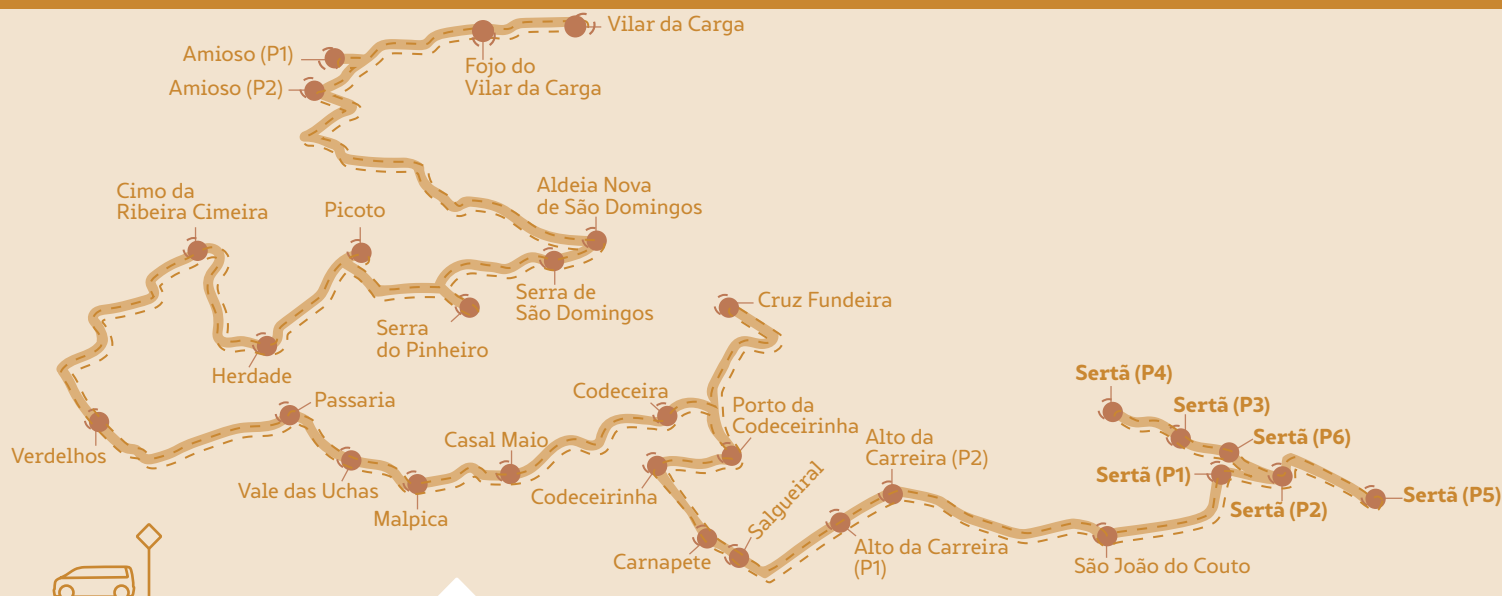 Vilar da Carga
Amioso (P1)
Fojo do
Vilar da Carga
Amioso (P2)
Cimo da
Ribeira Cimeira
Picoto
Aldeia Nova
de São Domingos
Serra de
São Domingos
Serra
do Pinheiro
Cruz Fundeira
Herdade
Verdelhos
Passaria
Vale das Uchas
Malpica
Casal Maio
Codeceira
Porto da
Codeceirinha
Codeceirinha
Carnapete
Salgueiral
Alto da
Carreira (P2)
Alto da Carreira
(P1)
São João do Couto
Sertã (P4)
Sertã (P3)
Sertã (P6)
Sertã (P1)
Sertã (P2)
Sertã (P5)